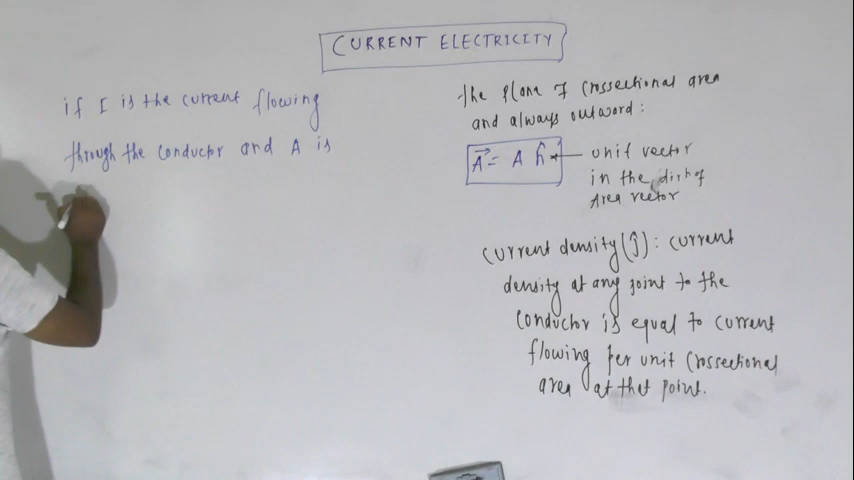 CURRENT ELECTRICITY
if I is the current flowing
through the conductor and A is
the plane of crossectional area
and always outword :
A⃗ = A n̂ unit vector
in the dirn of
Area vector
Current density (J) : current
density at any point to the
conductor is equal to current
flowing per unit crossectional
area at that point.